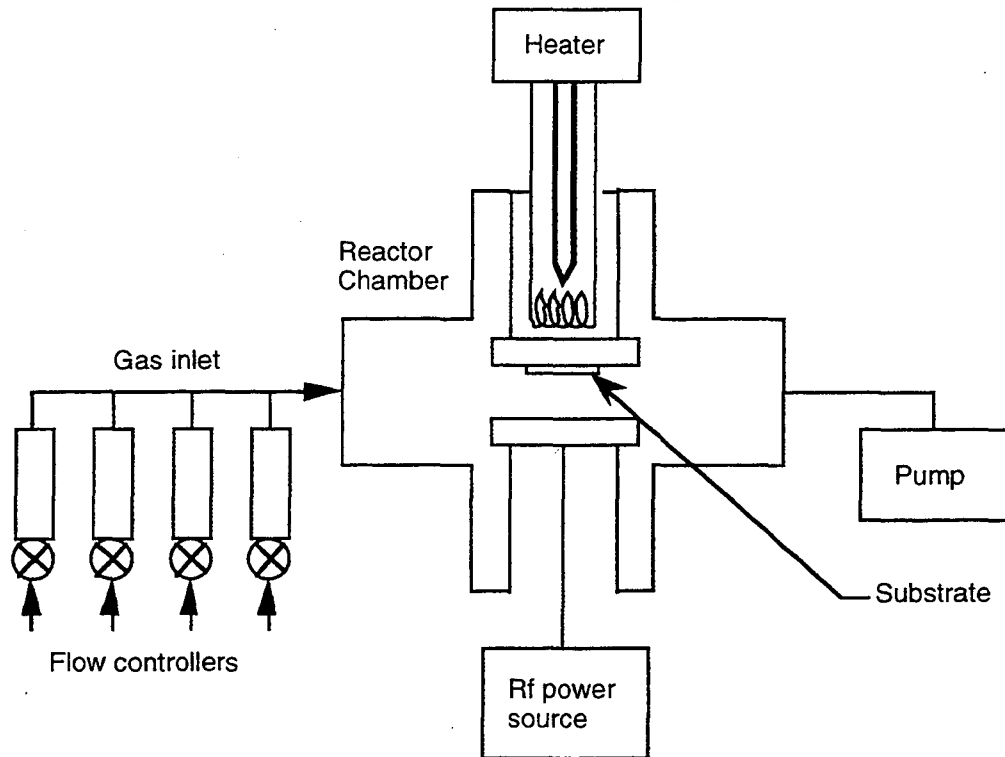 Heater
Reactor
Chamber
Gas inlet
Pump
Substrate
Flow controllers
Rf power
source